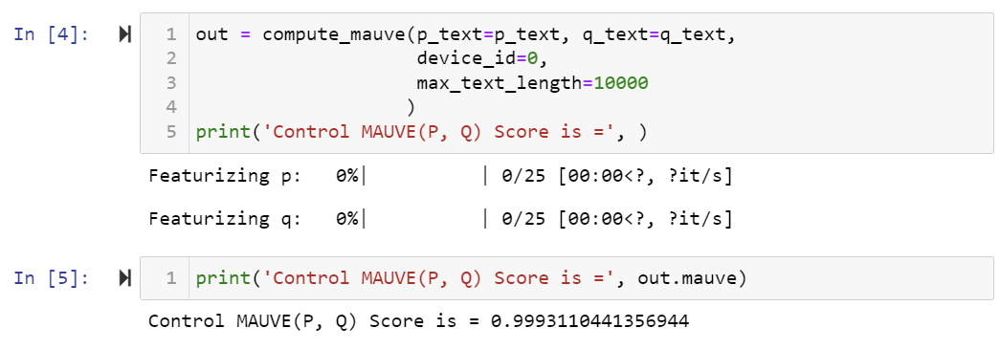 In [4]:
1 out = compute_mauve(p_text=p_text, q_text=q_text,
2 device_id=0,
3 max_text_length=10000
4 )
5 print('Control MAUVE(P, Q) Score is =', )
Featurizing p: 0%| | 0/25 [00:00<?, ?it/s]
Featurizing q: 0%| | 0/25 [00:00<?, ?it/s]
In [5]:
1 print('Control MAUVE(P, Q) Score is =', out.mauve)
Control MAUVE(P, Q) Score is = 0.9993110441356944